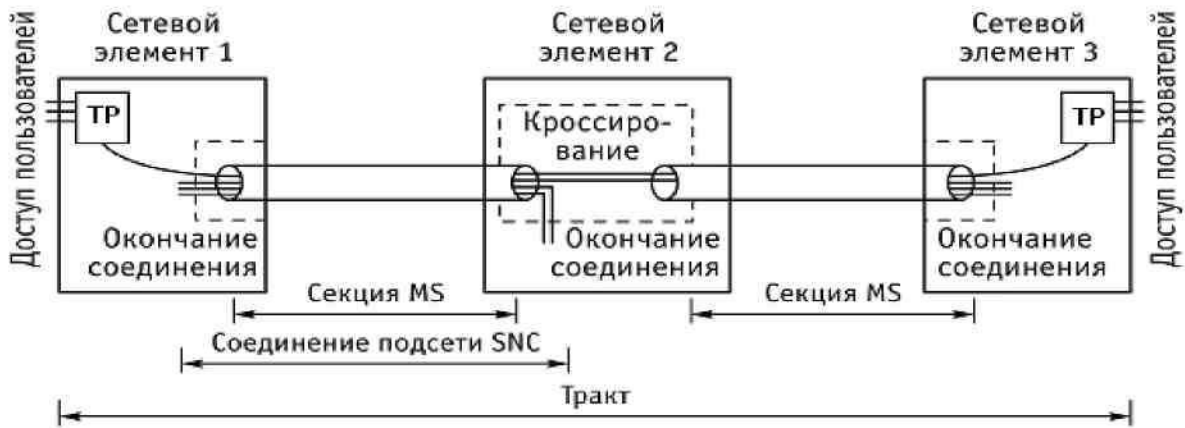 Доступ пользователей
Сетевой
элемент 1
Сетевой
элемент 2
Сетевой
элемент 3
Доступ пользователей
TP
Кроссиро-
вание
TP
Окончание
соединения
Окончание
соединения
Окончание
соединения
Секция MS
Секция MS
Соединение подсети SNC
Тракт